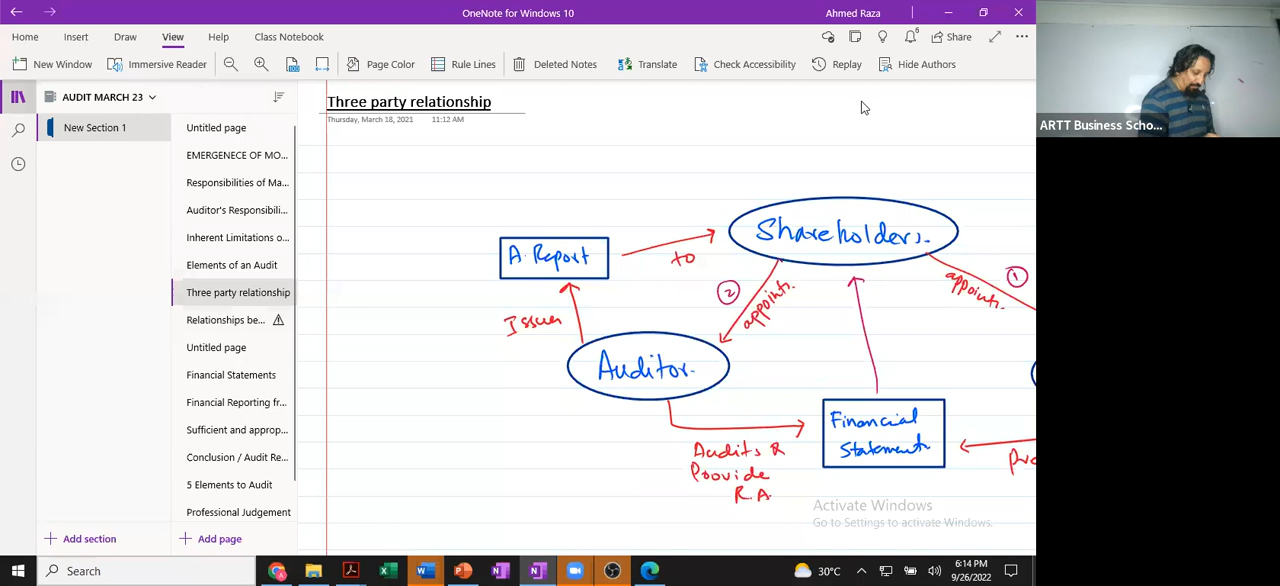 OneNote for Windows 10
Ahmed Raza
Home Insert Draw View Help Class Notebook
6
Share
New Window Immersive Reader Page Color Rule Lines Deleted Notes Translate Check Accessibility Replay Hide Authors
AUDIT MARCH 23
New Section 1
Untitled page
EMERGENECE OF MO...
Responsibilities of Ma...
Auditor's Responsibili...
Inherent Limitations o...
Elements of an Audit
Three party relationship
Relationships be...
Untitled page
Financial Statements
Financial Reporting fr...
Sufficient and approp...
Conclusion / Audit Re...
5 Elements to Audit
Professional Judgement
Add section
Add page
Three party relationship
Thursday, March 18, 2021 11:12 AM
Shareholders.
A. Report
to
① appoints.
② appoints.
Issues
Auditor.
Financial
Statements
Audits &
Provide
R.A.
Activate Windows
Go to Settings to activate Windows.
ARTT Business Scho...
Search
30°C
6:14 PM
9/26/2022